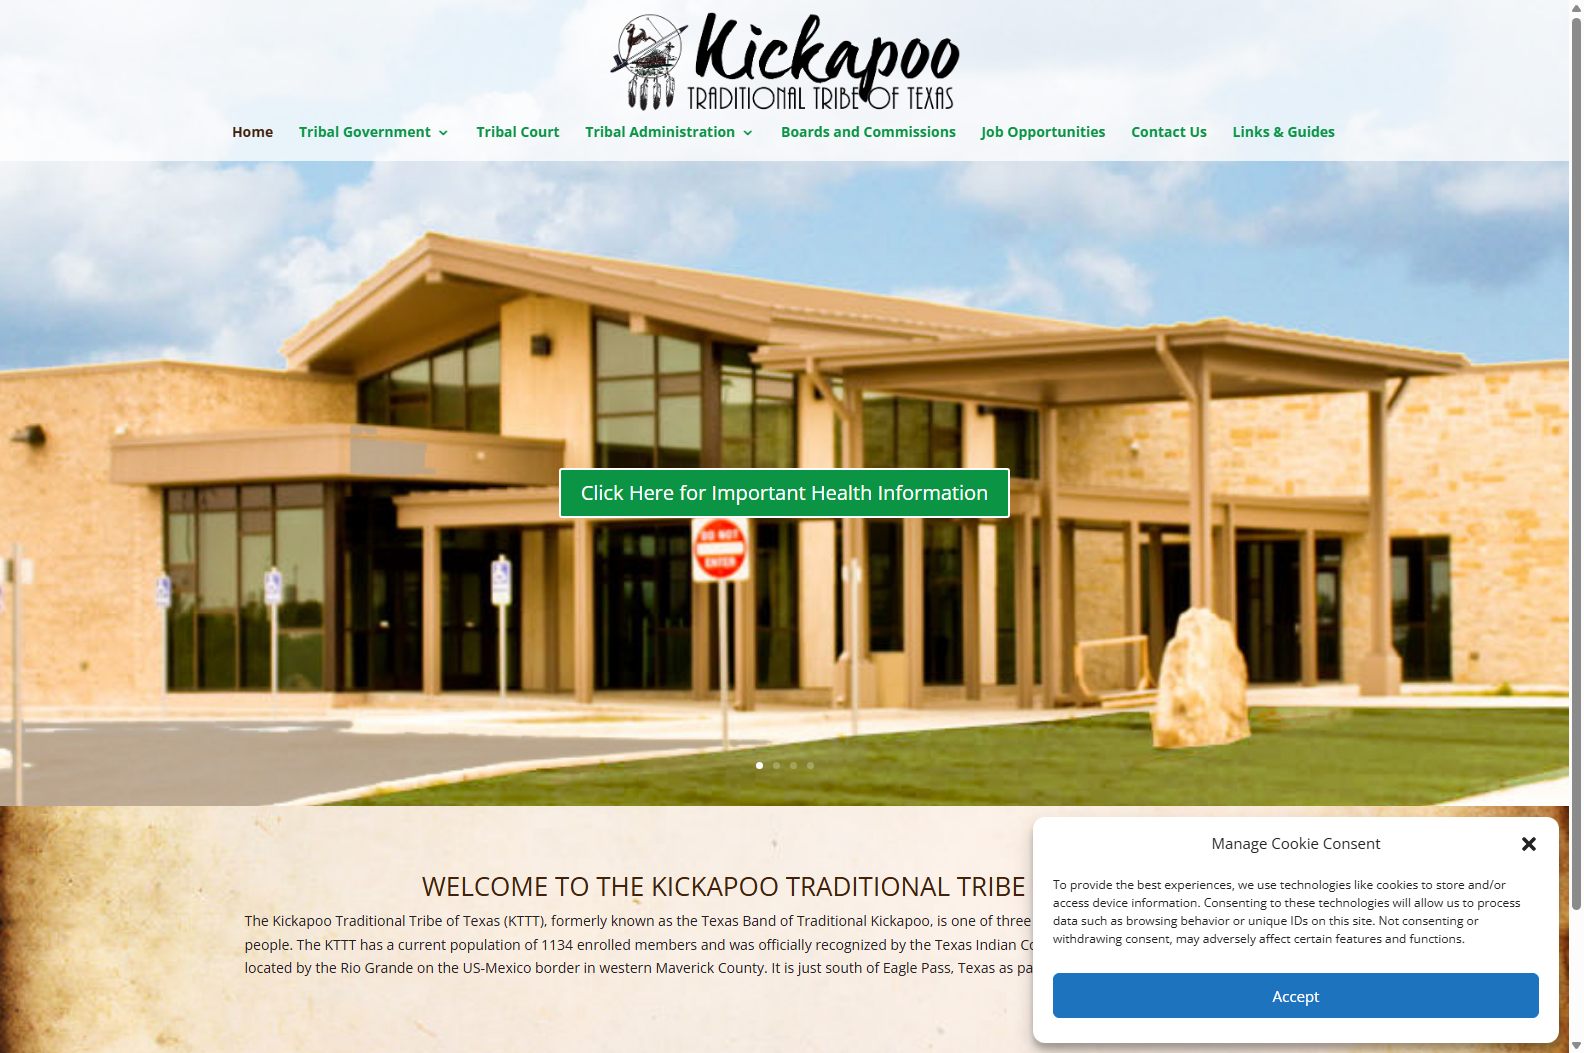 Kickapoo
TRADITIONAL TRIBE OF TEXAS
Home Tribal Government Tribal Court Tribal Administration Boards and Commissions Job Opportunities Contact Us Links & Guides
Click Here for Important Health Information
DO NOT
ENTER
WELCOME TO THE KICKAPOO TRADITIONAL TRIBE
The Kickapoo Traditional Tribe of Texas (KTTT), formerly known as the Texas Band of Traditional Kickapoo, is one of three
people. The KTTT has a current population of 1134 enrolled members and was officially recognized by the Texas Indian
located by the Rio Grande on the US-Mexico border in western Maverick County. It is just south of Eagle Pass, Texas as
Manage Cookie Consent
To provide the best experiences, we use technologies like cookies to store and/or
access device information. Consenting to these technologies will allow us to process
data such as browsing behavior or unique IDs on this site. Not consenting or
withdrawing consent, may adversely affect certain features and functions.
Accept